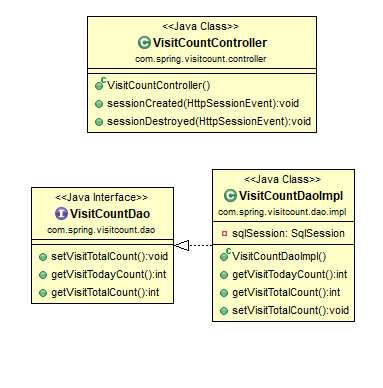 <<Java Class>>
VisitCountController
com.spring.visitcount.controller
VisitCountController()
sessionCreated(HttpSessionEvent):void
sessionDestroyed(HttpSessionEvent):void
<<Java Interface>>
VisitCountDao
com.spring.visitcount.dao
setVisitTotalCount():void
getVisitTodayCount():int
getVisitTotalCount():int
<<Java Class>>
VisitCountDaoImpl
com.spring.visitcount.dao.impl
sqlSession: SqlSession
VisitCountDaoImpl()
getVisitTodayCount():int
getVisitTotalCount():int
setVisitTotalCount():void